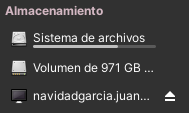 Almacenamiento
Sistema de archivos
Volumen de 971 GB ...
navidadgarcia.juan...